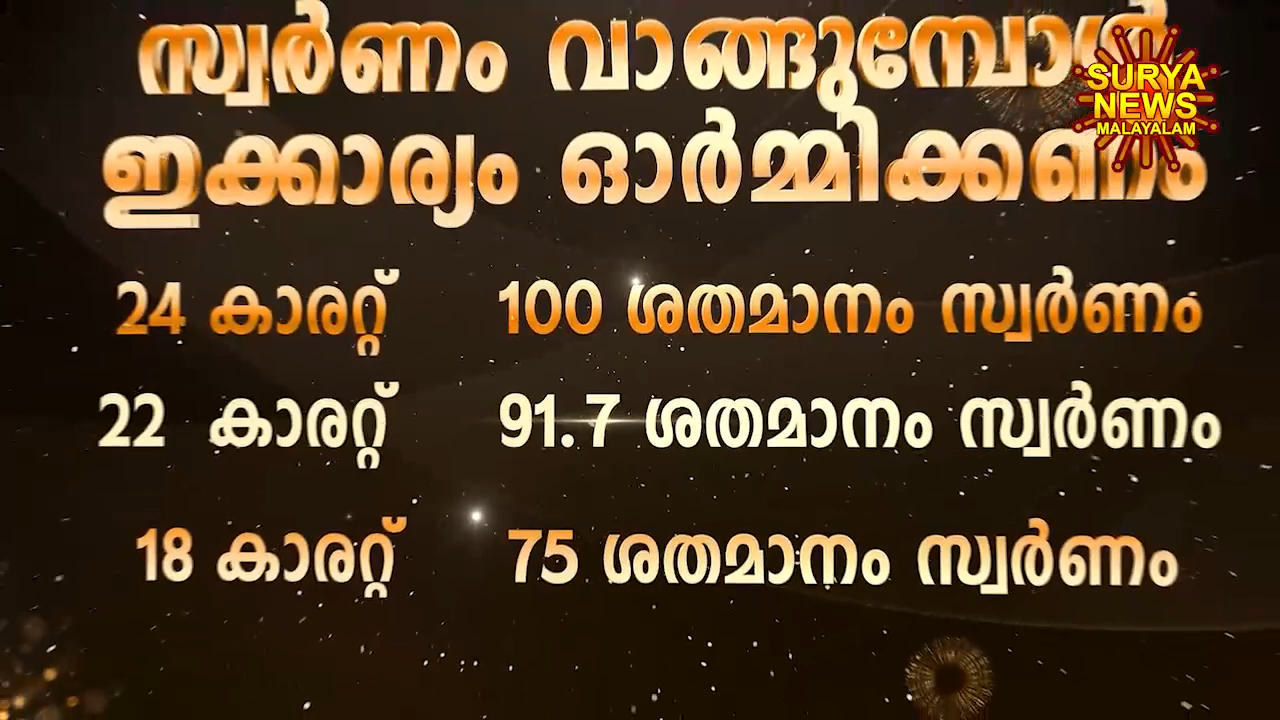 സ്വർണം വാങ്ങുമ്പോൾ
ഇക്കാര്യം ഓർമ്മിക്കണം
SURYA
NEWS
MALAYALAM
24 കാരറ്റ് 100 ശതമാനം സ്വർണം
22 കാരറ്റ് 91.7 ശതമാനം സ്വർണം
18 കാരറ്റ് 75 ശതമാനം സ്വർണം